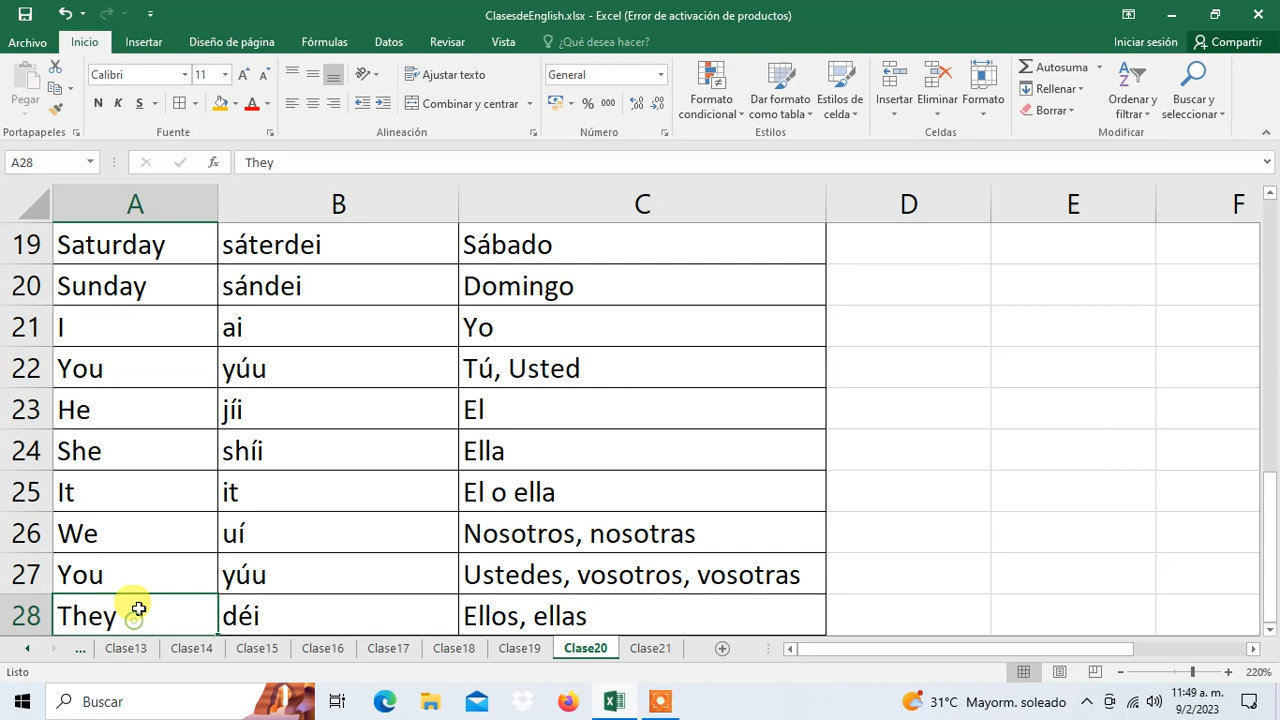 ClasesdeEnglish.xlsx - Excel (Error de activación de productos)
Archivo Inicio Insertar Diseño de página Fórmulas Datos Revisar Vista ¿Qué desea hacer? Iniciar sesión Compartir
Pegar Calibri 11 Ajustar texto General Autosuma
N K S A Combinar y centrar % 000 Formato condicional Dar formato como tabla Estilos de celda Insertar Eliminar Formato Rellenar Borrar Ordenar y filtrar Buscar y seleccionar
Portapapeles Fuente Alineación Número Estilos Celdas Modificar
A28 fx They
A B C D E F
19 Saturday sáterdei Sábado
20 Sunday sándei Domingo
21 I ai Yo
22 You yúu Tú, Usted
23 He jíi El
24 She shíi Ella
25 It it El o ella
26 We uí Nosotros, nosotras
27 You yúu Ustedes, vosotros, vosotras
28 They déi Ellos, ellas
... Clase13 Clase14 Clase15 Clase16 Clase17 Clase18 Clase19 Clase20 Clase21
Listo 220%
Buscar 31°C Mayorm. soleado 11:49 a. m.
9/2/2023